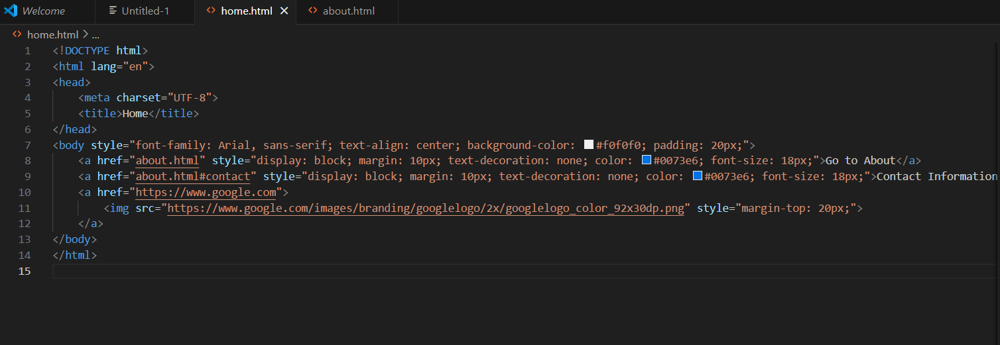 Welcome Untitled-1 home.html about.html
home.html > ...
1 <!DOCTYPE html>
2 <html lang="en">
3 <head>
4     <meta charset="UTF-8">
5     <title>Home</title>
6 </head>
7 <body style="font-family: Arial, sans-serif; text-align: center; background-color: #f0f0f0; padding: 20px;">
8     <a href="about.html" style="display: block; margin: 10px; text-decoration: none; color: #0073e6; font-size: 18px;">Go to About</a>
9     <a href="about.html#contact" style="display: block; margin: 10px; text-decoration: none; color: #0073e6; font-size: 18px;">Contact Information
10     <a href="https://www.google.com">
11         <img src="https://www.google.com/images/branding/googlelogo/2x/googlelogo_color_92x30dp.png" style="margin-top: 20px;">
12     </a>
13 </body>
14 </html>
15